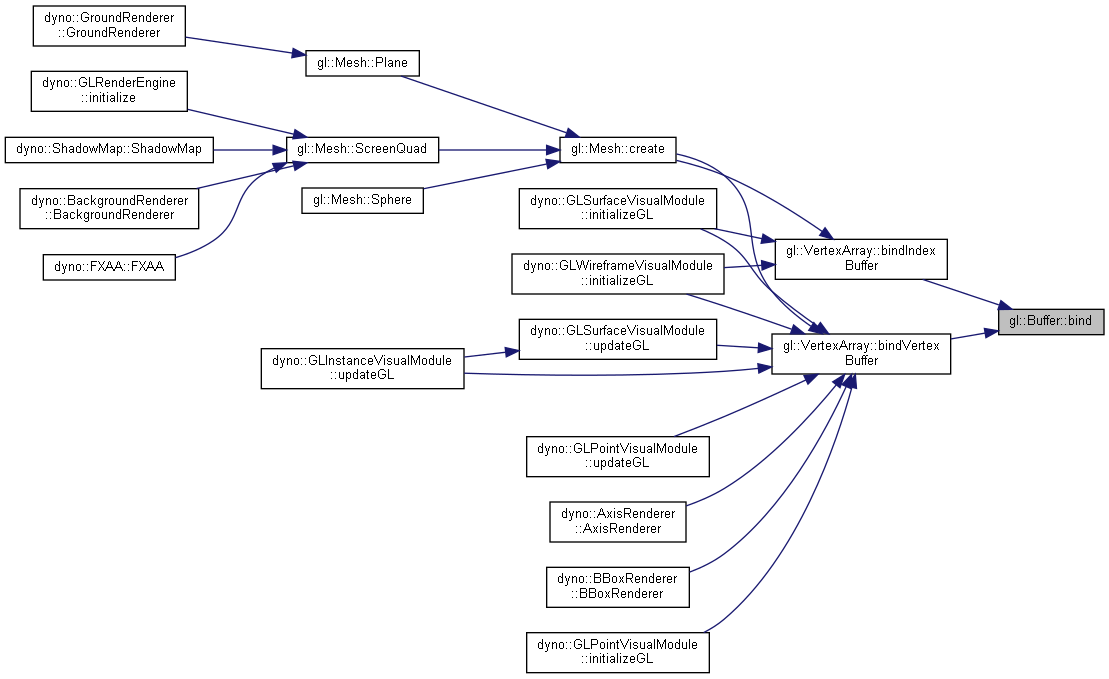 dyno::GroundRenderer
::GroundRenderer
gl::Mesh::Plane
dyno::GLRenderEngine
::initialize
dyno::ShadowMap::ShadowMap
gl::Mesh::ScreenQuad
gl::Mesh::create
dyno::BackgroundRenderer
::BackgroundRenderer
gl::Mesh::Sphere
dyno::GLSurfaceVisualModule
::initializeGL
dyno::FXAA::FXAA
dyno::GLWireframeVisualModule
::initializeGL
gl::VertexArray::bindIndex
Buffer
gl::Buffer::bind
dyno::GLInstanceVisualModule
::updateGL
dyno::GLSurfaceVisualModule
::updateGL
gl::VertexArray::bindVertex
Buffer
dyno::GLPointVisualModule
::updateGL
dyno::AxisRenderer
::AxisRenderer
dyno::BBoxRenderer
::BBoxRenderer
dyno::GLPointVisualModule
::initializeGL